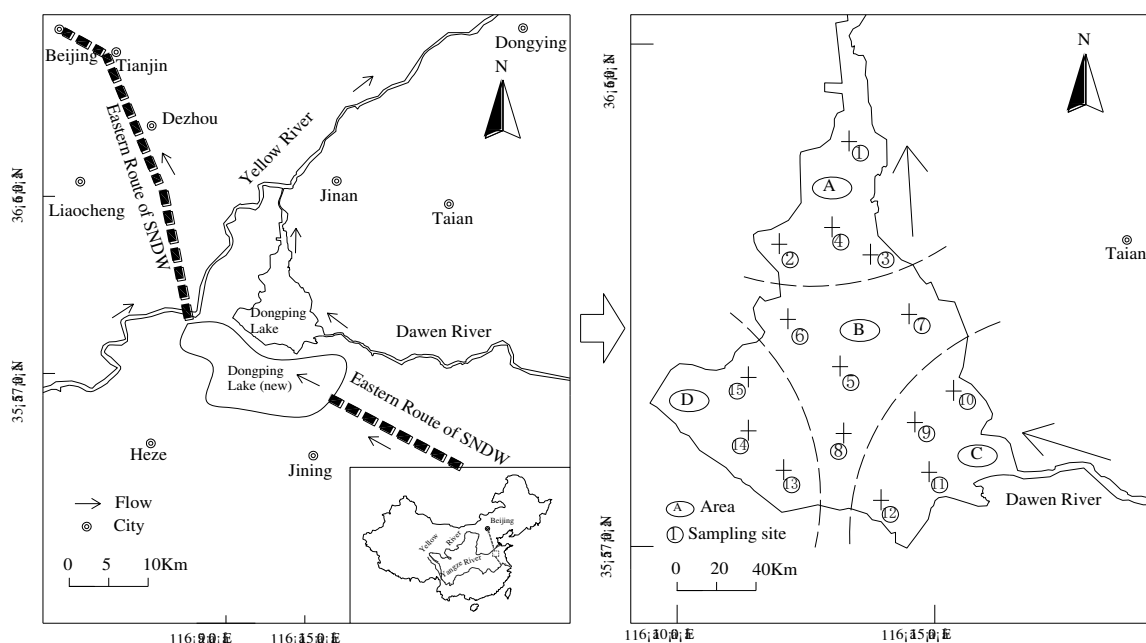 Beijing
Tianjin
Dezhou
Liaocheng
Eastern Route of SNDW
Yellow River
Dongying
N
Jinan
Taian
Dongping
Lake
Dawen River
Dongping
Lake (new)
Eastern Route of SNDW
Heze
Jining
Flow
City
0 5 10Km
Beijing
Yellow
River
Yangze River
N
1
A
4
2
3
Taian
6
B
7
5
15
D
10
14
8
9
C
13
11
12
Dawen River
A Area
1 Sampling site
0 20 40Km